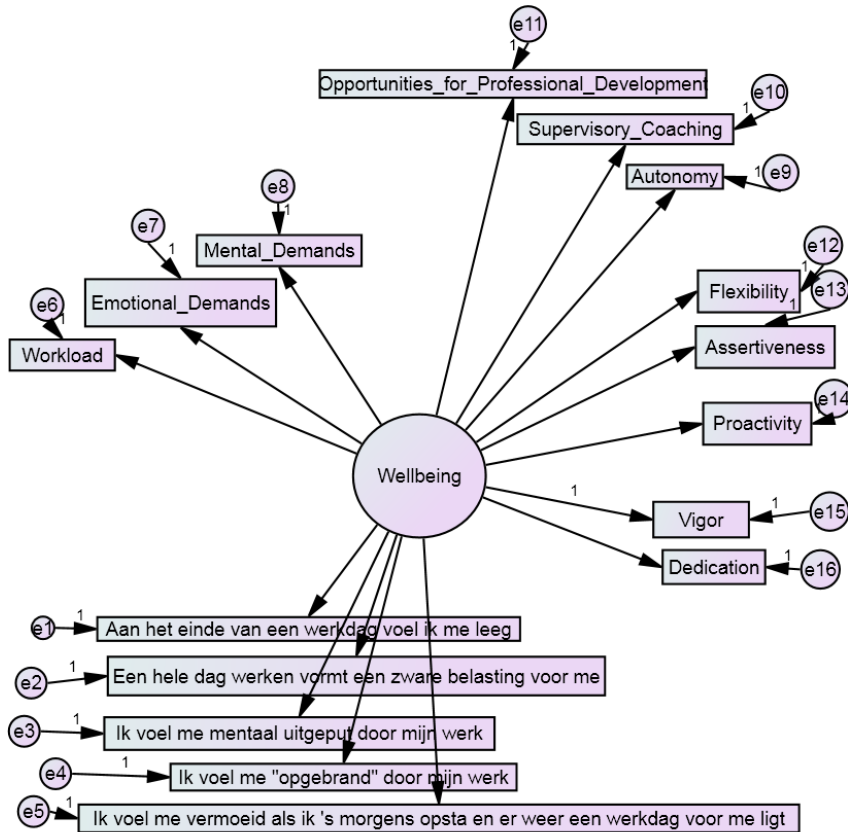 e11
1
Opportunities_for_Professional_Development
e10
1
Supervisory_Coaching
e9
1
Autonomy
e8
1
Mental_Demands
e7
1
Emotional_Demands
e6
1
Workload
e12
1
Flexibility
e13
1
Assertiveness
e14
Proactivity
Wellbeing
1
Vigor
1
e15
Dedication
1
e16
e1
1
Aan het einde van een werkdag voel ik me leeg
e2
1
Een hele dag werken vormt een zware belasting voor me
e3
1
Ik voel me mentaal uitgeput door mijn werk
e4
1
Ik voel me "opgebrand" door mijn werk
e5
1
Ik voel me vermoeid als ik 's morgens opsta en er weer een werkdag voor me ligt